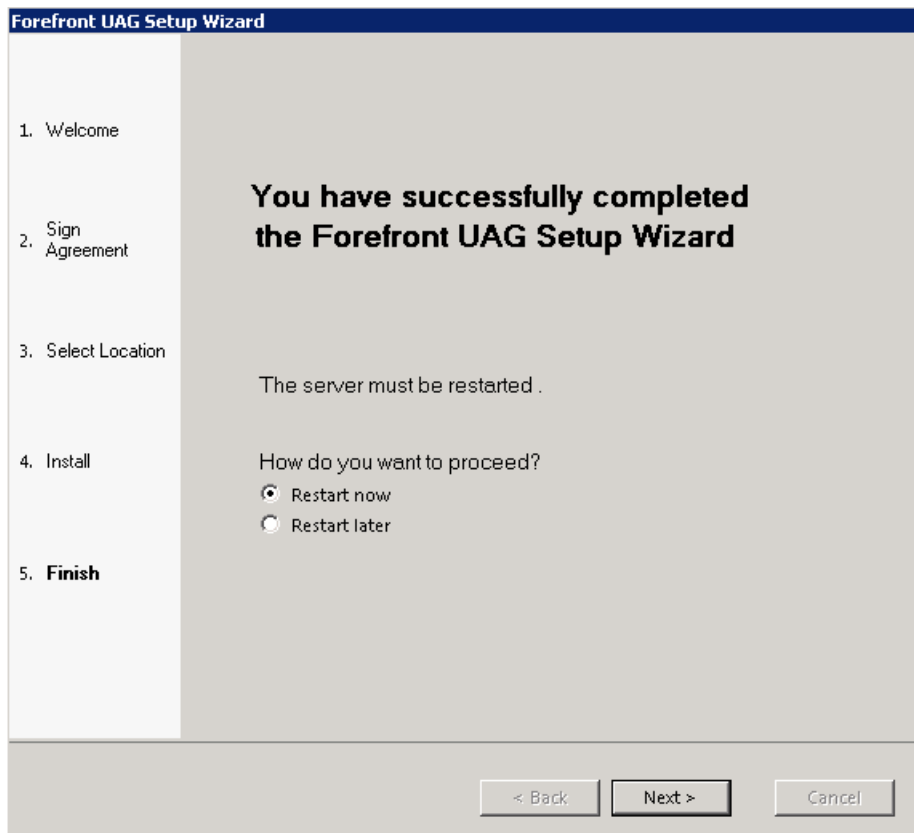 Forefront UAG Setup Wizard
1. Welcome
2. Sign
Agreement
3. Select Location
4. Install
5. Finish
You have successfully completed
the Forefront UAG Setup Wizard
The server must be restarted .
How do you want to proceed?
Restart now
Restart later
< Back
Next >
Cancel